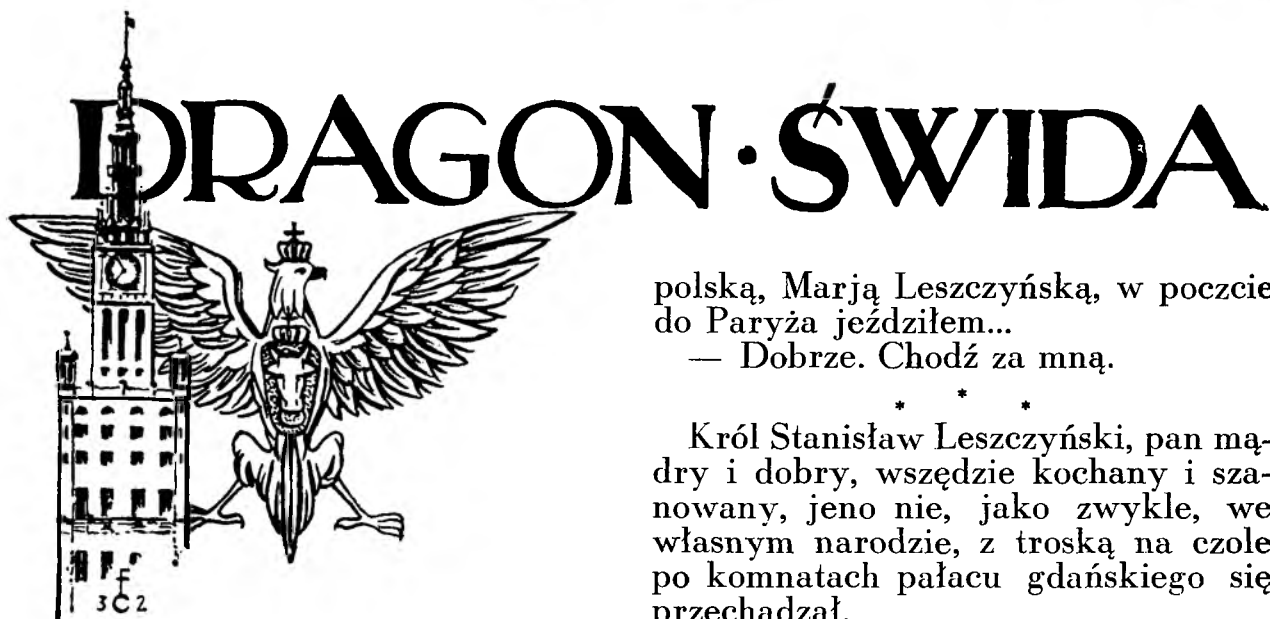 DRAGON · ŚWIDA
polską, Marją Leszczyńską, w poczcie
do Paryża jeździłem...
— Dobrze. Chodź za mną.
* * *
Król Stanisław Leszczyński, pan mą-
dry i dobry, wszędzie kochany i sza-
nowany, jeno nie, jako zwykle, we
własnym narodzie, z troską na czole
po komnatach pałacu gdańskiego się
przechadzał.